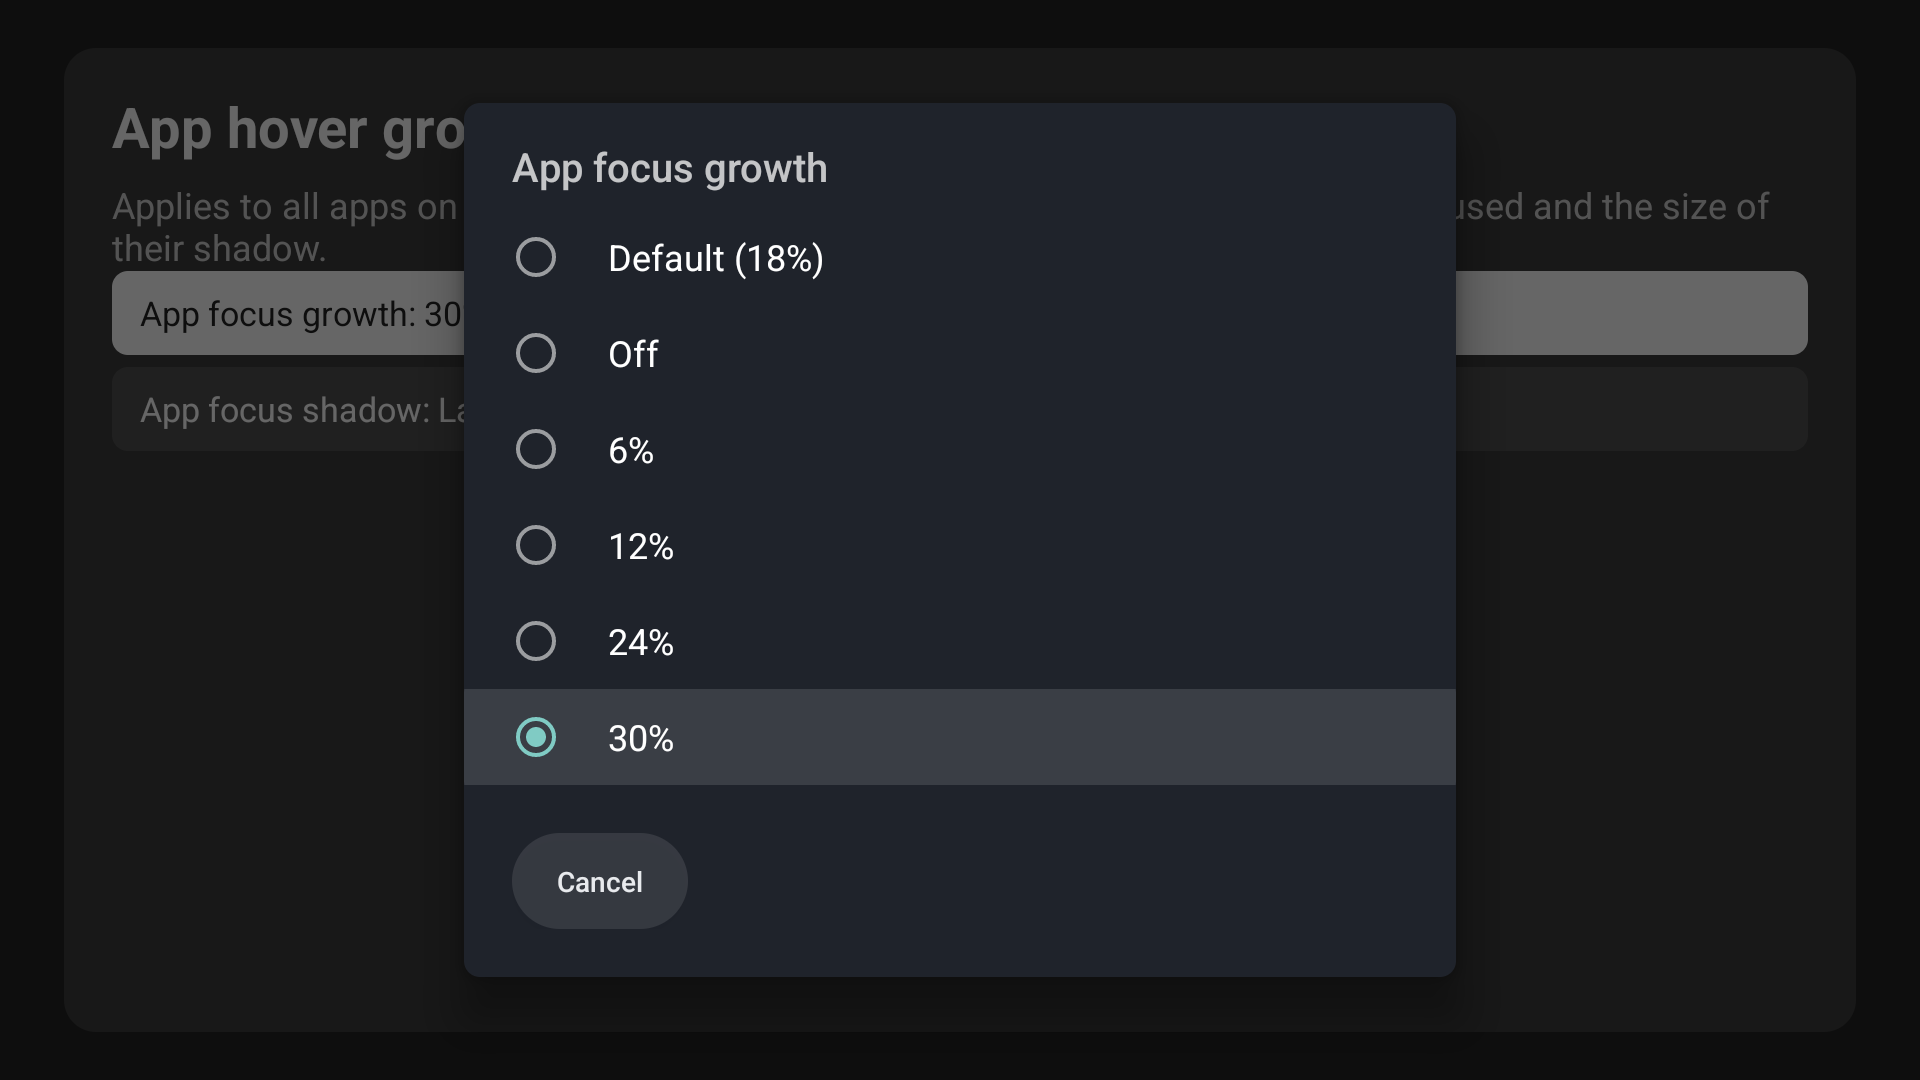 App hover gro
Applies to all apps on
used and the size of
their shadow.
App focus growth: 30
App focus shadow: La
App focus growth
Default (18%)
Off
6%
12%
24%
30%
Cancel